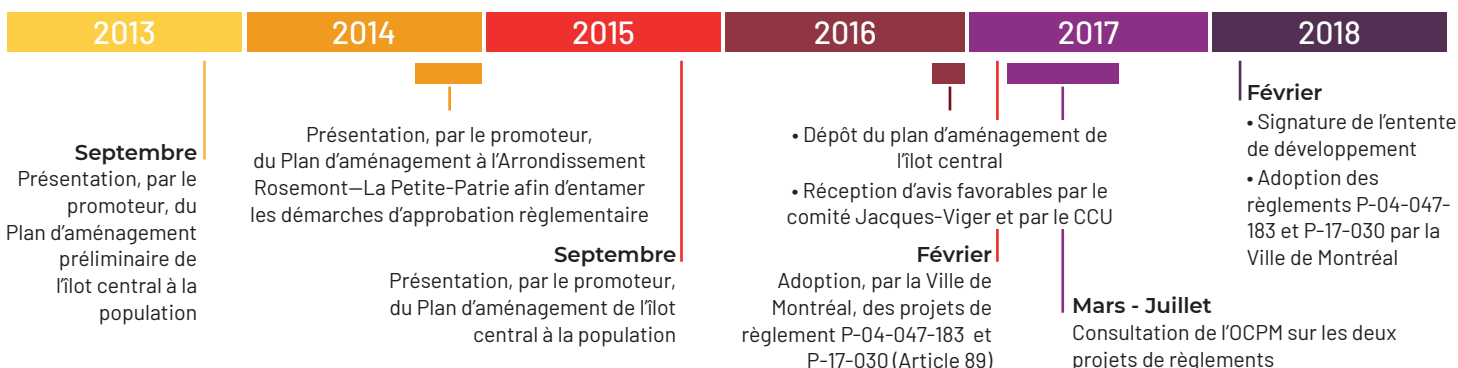 2013
2014
2015
2016
2017
2018
Septembre
Présentation, par le
promoteur, du
Plan d'aménagement
préliminaire de
l'îlot central à la
population
Présentation, par le promoteur,
du Plan d'aménagement à l'Arrondissement
Rosemont—La Petite-Patrie afin d'entamer
les démarches d'approbation règlementaire
Septembre
Présentation, par le promoteur,
du Plan d'aménagement de l'îlot
central à la population
• Dépôt du plan d'aménagement de
l'îlot central
• Réception d'avis favorables par le
comité Jacques-Viger et par le CCU
Février
Adoption, par la Ville de
Montréal, des projets de
règlement P-04-047-183 et
P-17-030 (Article 89)
Mars - Juillet
Consultation de l'OCPM sur les deux
projets de règlements
Février
• Signature de l'entente
de développement
• Adoption des
règlements P-04-047-
183 et P-17-030 par la
Ville de Montréal